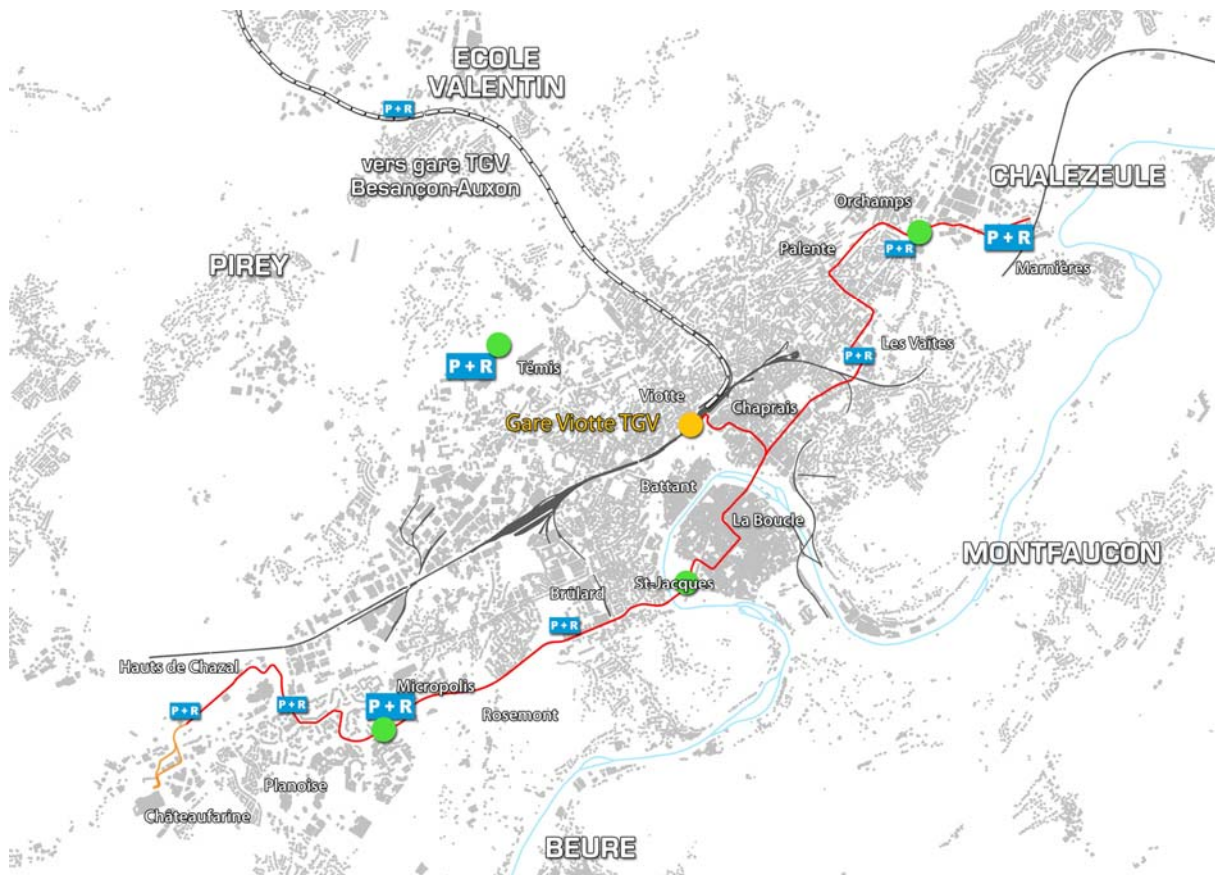 ECOLE
VALENTIN
P + R
vers gare TGV
Besançon-Auxon
CHALEZEULE
Orchamps
P + R
P + R
Palente
Marnières
PIREY
Les Vaites
P + R
P + R
Témis
Viotte
Chaprais
Gare Viotte TGV
Battant
La Boucle
MONTFAUCON
St-Jacques
Brûlard
P + R
Hauts de Chazal
Micropolis
P + R
P + R
P + R
Rosemont
Planoise
Châteaufarine
BEURE